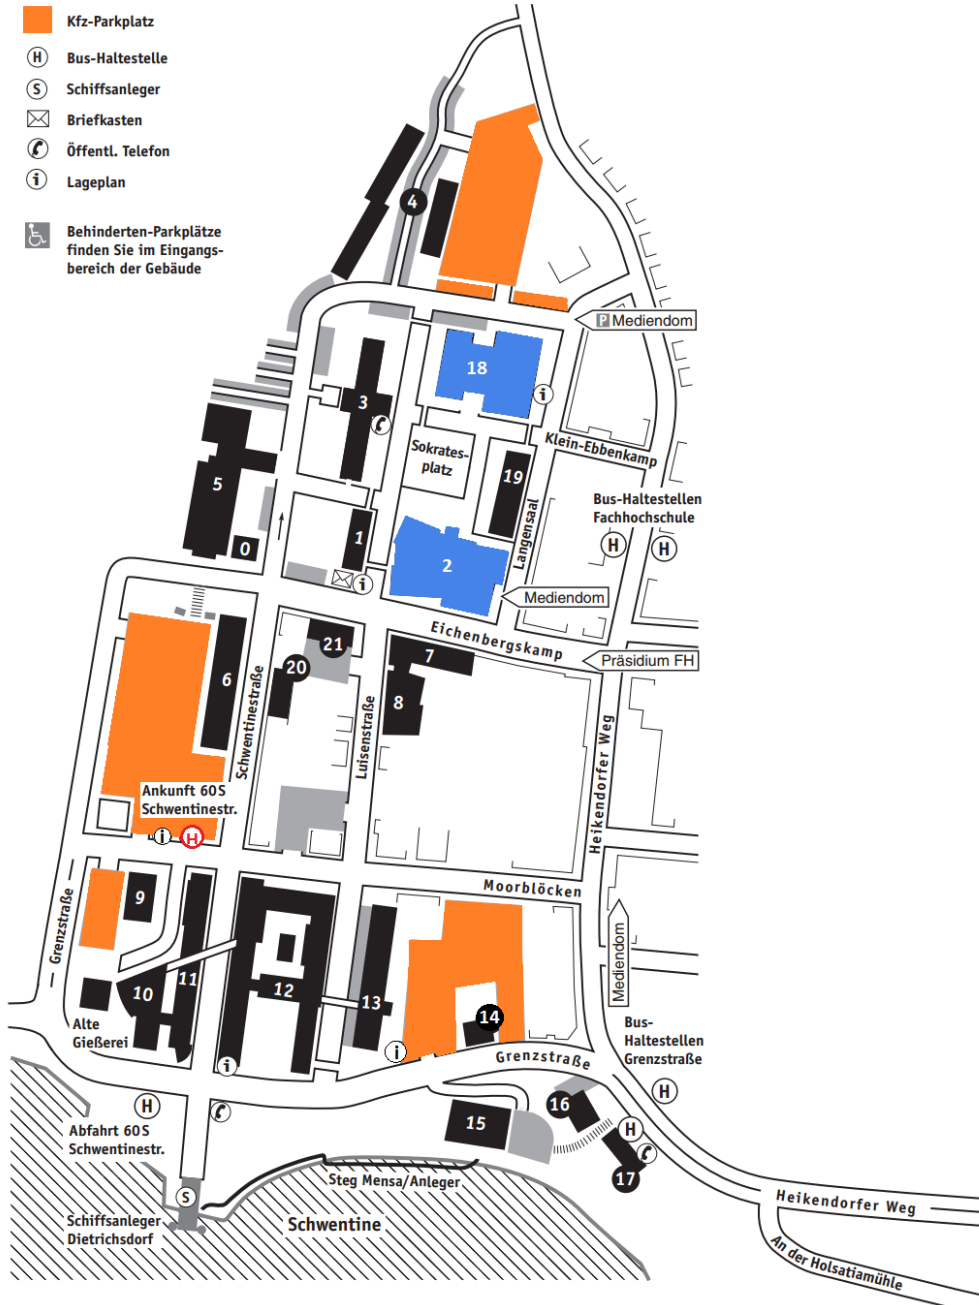 Kfz-Parkplatz
H Bus-Haltestelle
S Schiffsanleger
Briefkasten
Öffentl. Telefon
i Lageplan
Behinderten-Parkplätze
finden Sie im Eingangs-
bereich der Gebäude
4
P Mediendom
18
i
3
Sokrates-
platz
Klein-Ebbenkamp
19
5
Langensaal
Bus-Haltestellen
Fachhochschule
H
H
0
1
2
i
Mediendom
Eichenbergskamp
21
20
7
Präsidium FH
6
8
Schwentinestraße
Luisenstraße
Heikendorfer Weg
Ankunft 60S
Schwentinestr.
i
H
Moorblöcken
9
Grenzstraße
Mediendom
10
11
12
13
14
Alte
Gießerei
i
i
Grenzstraße
Bus-
Haltestellen
Grenzstraße
H
H
16
15
H
17
Abfahrt 60S
Schwentinestr.
Steg Mensa/Anleger
S
Schiffsanleger
Dietrichsdorf
Schwentine
Heikendorfer Weg
An der Holsatiamühle